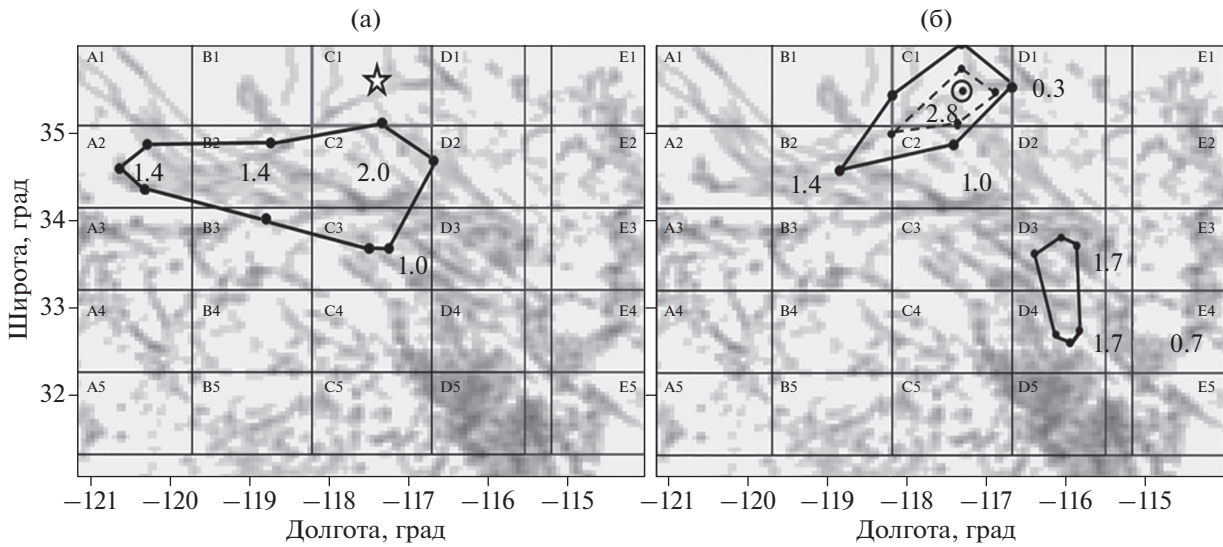 (а)
(б)
A1 B1 C1 D1 E1
A1 B1 C1 D1 E1
0.3
2.8
35
A2 B2 C2 D2 E2
A2 B2 C2 D2 E2
1.4 1.4 2.0
1.4 1.0
34
A3 B3 C3 D3 E3
A3 B3 C3 D3 E3
1.0
1.7
33
A4 B4 C4 D4 E4
A4 B4 C4 D4 E4
1.7 0.7
32
A5 B5 C5 D5 E5
A5 B5 C5 D5 E5
Широта, град
−121 −120 −119 −118 −117 −116 −115
−121 −120 −119 −118 −117 −116 −115
Долгота, град
Долгота, град